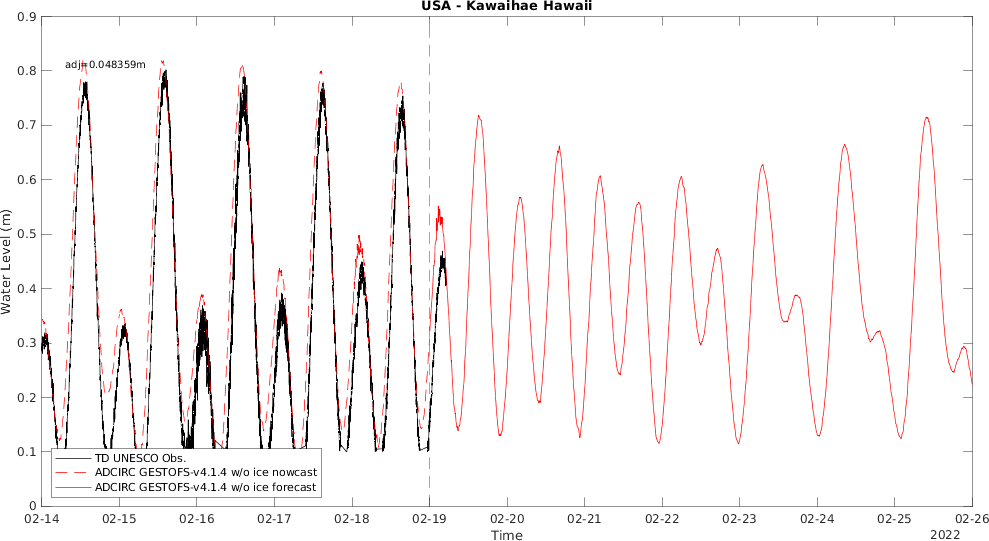 USA - Kawaihae Hawaii
adj=0.048359m
Water Level (m)
0.9
0.8
0.7
0.6
0.5
0.4
0.3
0.2
0.1
0
TD UNESCO Obs.
ADCIRC GESTOFS-v4.1.4 w/o ice nowcast
ADCIRC GESTOFS-v4.1.4 w/o ice forecast
02-14 02-15 02-16 02-17 02-18 02-19 02-20 02-21 02-22 02-23 02-24 02-25 02-26
Time
2022